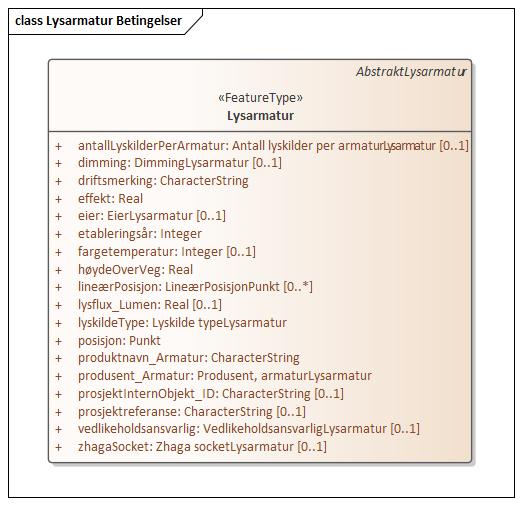 class Lysarmatur Betingelser
AbstraktLysarmatur
«FeatureType»
Lysarmatur
+ antallLyskilderPerArmatur: Antall lyskilder per armaturLysarmatur [0..1]
+ dimming: DimmingLysarmatur [0..1]
+ driftsmerking: CharacterString
+ effekt: Real
+ eier: EierLysarmatur [0..1]
+ etableringsår: Integer
+ fargetemperatur: Integer [0..1]
+ høydeOverVeg: Real
+ lineærPosisjon: LineærPosisjonPunkt [0..*]
+ lysflux_Lumen: Real [0..1]
+ lyskildeType: Lyskilde typeLysarmatur
+ posisjon: Punkt
+ produktnavn_Armatur: CharacterString
+ produsent_Armatur: Produsent, armaturLysarmatur
+ prosjektInternObjekt_ID: CharacterString [0..1]
+ prosjektreferanse: CharacterString [0..1]
+ vedlikeholdsansvarlig: VedlikeholdsansvarligLysarmatur [0..1]
+ zhagaSocket: Zhaga socketLysarmatur [0..1]